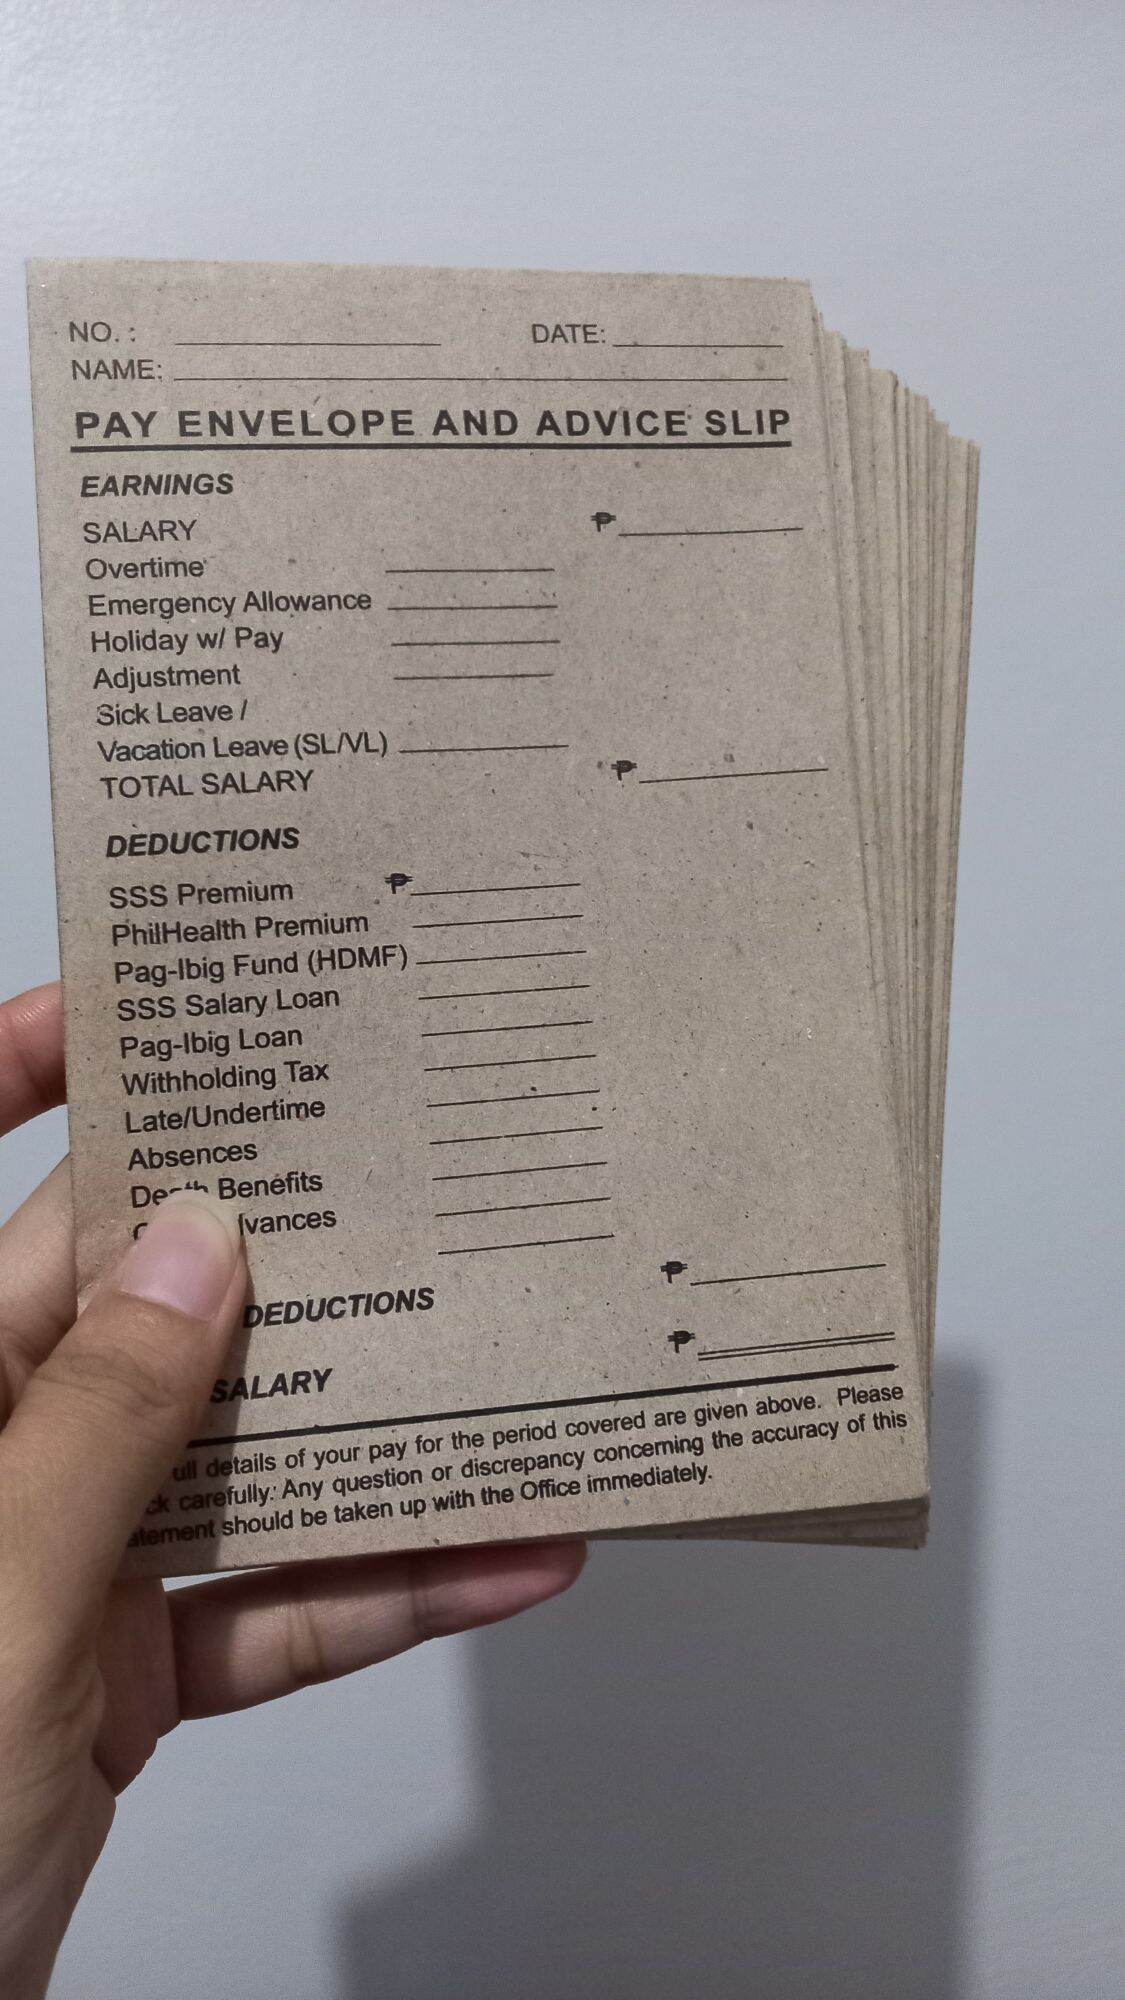 NO. : DATE:
NAME:
PAY ENVELOPE AND ADVICE SLIP
EARNINGS
SALARY ₱
Overtime
Emergency Allowance
Holiday w/ Pay
Adjustment
Sick Leave /
Vacation Leave (SL/VL)
TOTAL SALARY ₱
DEDUCTIONS
SSS Premium ₱
PhilHealth Premium
Pag-Ibig Fund (HDMF)
SSS Salary Loan
Pag-Ibig Loan
Withholding Tax
Late/Undertime
Absences
Death Benefits
DEDUCTIONS ₱
SALARY ₱
details of your pay for the period covered are given above. Please
carefully: Any question or discrepancy concerning the accuracy of this
should be taken up with the Office immediately.